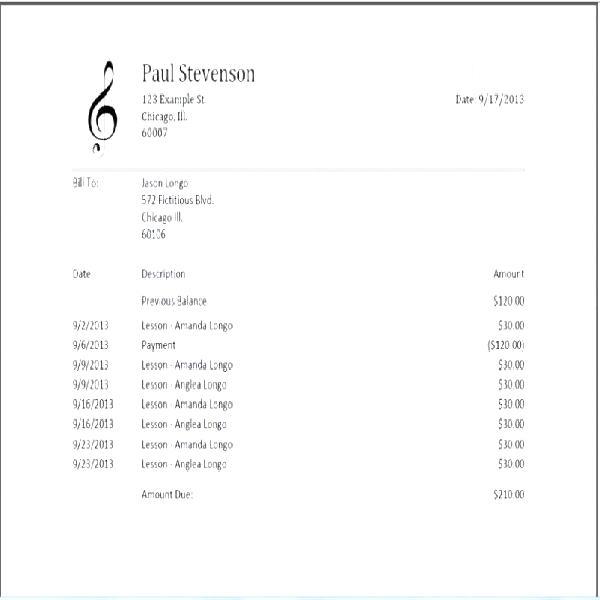 Paul Stevenson
123 Example St.
Date: 9/17/2013
Chicago, Ill.
60007
Bill To: Jason Longo
572 Fictitious Blvd.
Chicago Ill.
60106
Date Description Amount
Previous Balance $120.00
9/2/2013 Lesson - Amanda Longo $30.00
9/6/2013 Payment ($120.00)
9/9/2013 Lesson - Amanda Longo $30.00
9/9/2013 Lesson - Anglea Longo $30.00
9/16/2013 Lesson - Amanda Longo $30.00
9/16/2013 Lesson - Anglea Longo $30.00
9/23/2013 Lesson - Amanda Longo $30.00
9/23/2013 Lesson - Anglea Longo $30.00
Amount Due: $210.00